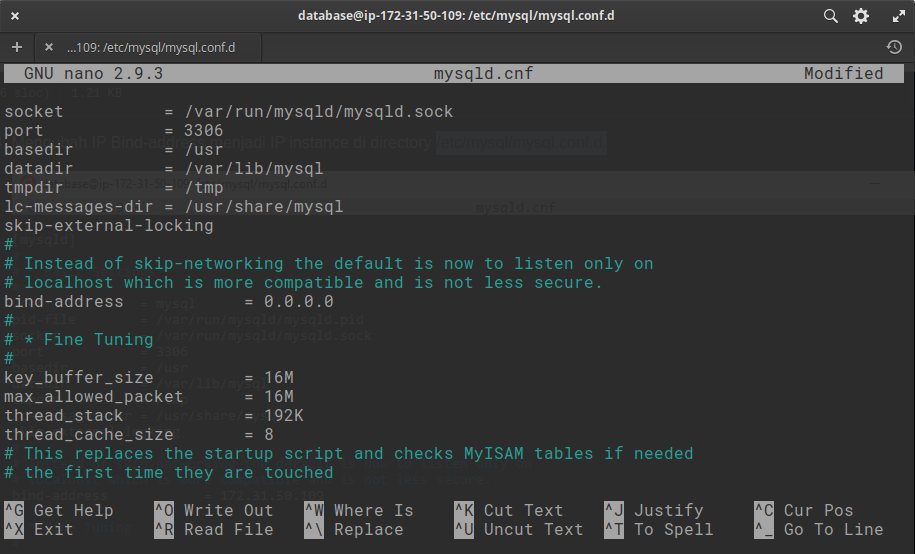 database@ip-172-31-50-109: /etc/mysql/mysql.conf.d
...109: /etc/mysql/mysql.conf.d
GNU nano 2.9.3 mysqld.cnf Modified
socket = /var/run/mysqld/mysqld.sock
port = 3306
basedir = /usr
datadir = /var/lib/mysql
tmpdir = /tmp
lc-messages-dir = /usr/share/mysql
skip-external-locking
#
# Instead of skip-networking the default is now to listen only on
# localhost which is more compatible and is not less secure.
bind-address = 0.0.0.0
#
# * Fine Tuning
#
key_buffer_size = 16M
max_allowed_packet = 16M
thread_stack = 192K
thread_cache_size = 8
# This replaces the startup script and checks MyISAM tables if needed
# the first time they are touched
^G Get Help ^O Write Out ^W Where Is ^K Cut Text ^J Justify ^C Cur Pos
^X Exit ^R Read File ^\ Replace ^U Uncut Text ^T To Spell ^_ Go To Line